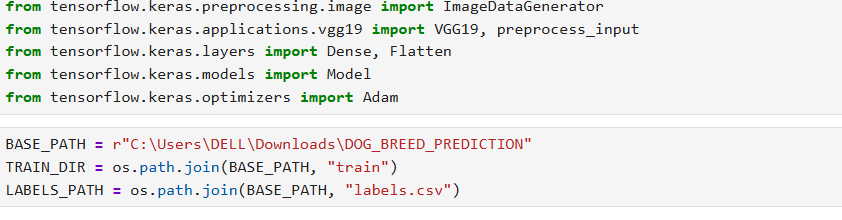 from tensorflow.keras.preprocessing.image import ImageDataGenerator
from tensorflow.keras.applications.vgg19 import VGG19, preprocess_input
from tensorflow.keras.layers import Dense, Flatten
from tensorflow.keras.models import Model
from tensorflow.keras.optimizers import Adam
BASE_PATH = r"C:\Users\DELL\Downloads\DOG_BREED_PREDICTION"
TRAIN_DIR = os.path.join(BASE_PATH, "train")
LABELS_PATH = os.path.join(BASE_PATH, "labels.csv")